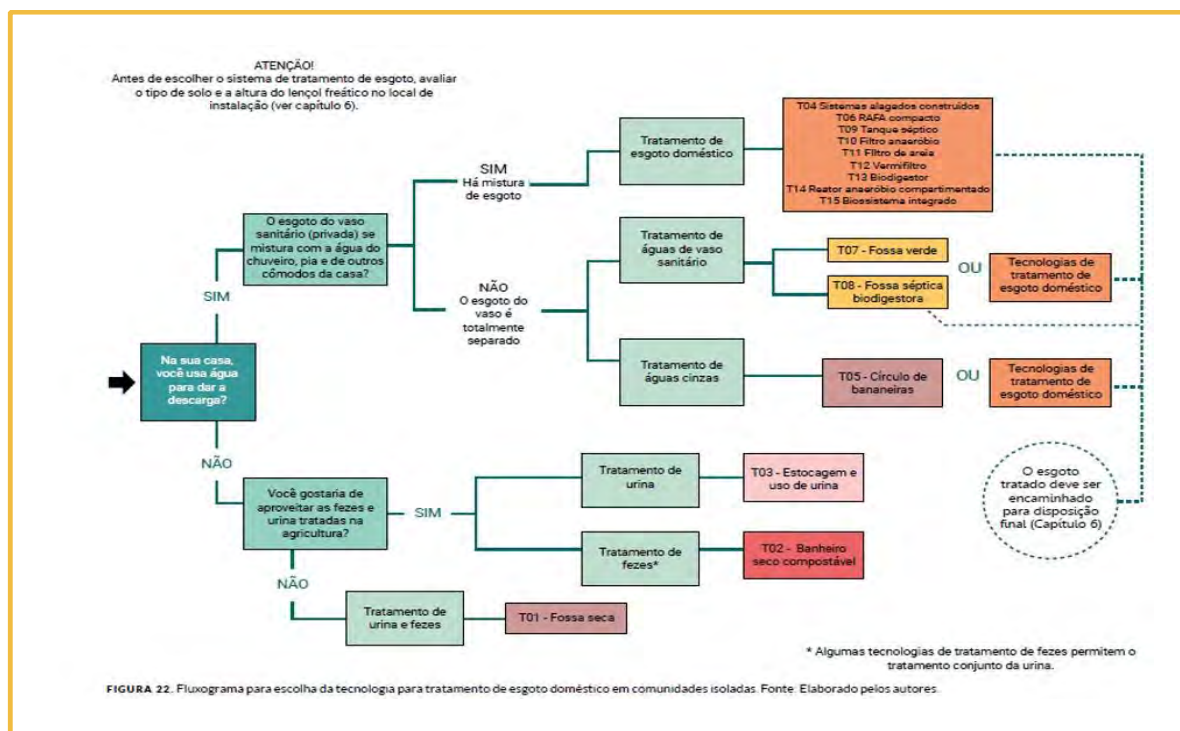 ATENÇÃO!
Antes de escolher o sistema de tratamento de esgoto, avaliar
o tipo de solo e a altura do lençol freático no local de
instalação (ver capítulo 6).
Na sua casa,
você usa água
para dar a
descarga?
SIM
O esgoto do vaso
sanitário (privada) se
mistura com a água do
chuveiro, pia e de outros
cômodos da casa?
SIM
Há mistura
de esgoto
Tratamento de
esgoto doméstico
T04 Sistemas alagados construídos
T06 RAFA compacto
T09 Tanque séptico
T10 Filtro anaeróbio
T11 Filtro de areia
T12 Vermifiltro
T13 Biodigestor
T14 Reator anaeróbio compartimentado
T15 Biossistema integrado
NÃO
O esgoto do
vaso é
totalmente
separado
Tratamento de
águas de vaso
sanitário
T07 - Fossa verde
T08 - Fossa séptica
biodigestora
OU
Tecnologias de
tratamento de
esgoto doméstico
Tratamento de
águas cinzas
T05 - Círculo de
bananeiras
OU
Tecnologias de
tratamento de
esgoto doméstico
O esgoto
tratado deve ser
encaminhado
para disposição
final (Capítulo 6)
NÃO
Você gostaria de
aproveitar as fezes e
urina tratadas na
agricultura?
SIM
Tratamento de
urina
T03 - Estocagem e
uso de urina
Tratamento de
fezes*
T02 - Banheiro
seco compostável
NÃO
Tratamento de
urina e fezes
T01 - Fossa seca
* Algumas tecnologias de tratamento de fezes permitem o
tratamento conjunto da urina.
FIGURA 22. Fluxograma para escolha da tecnologia para tratamento de esgoto doméstico em comunidades isoladas. Fonte: Elaborado pelos autores.